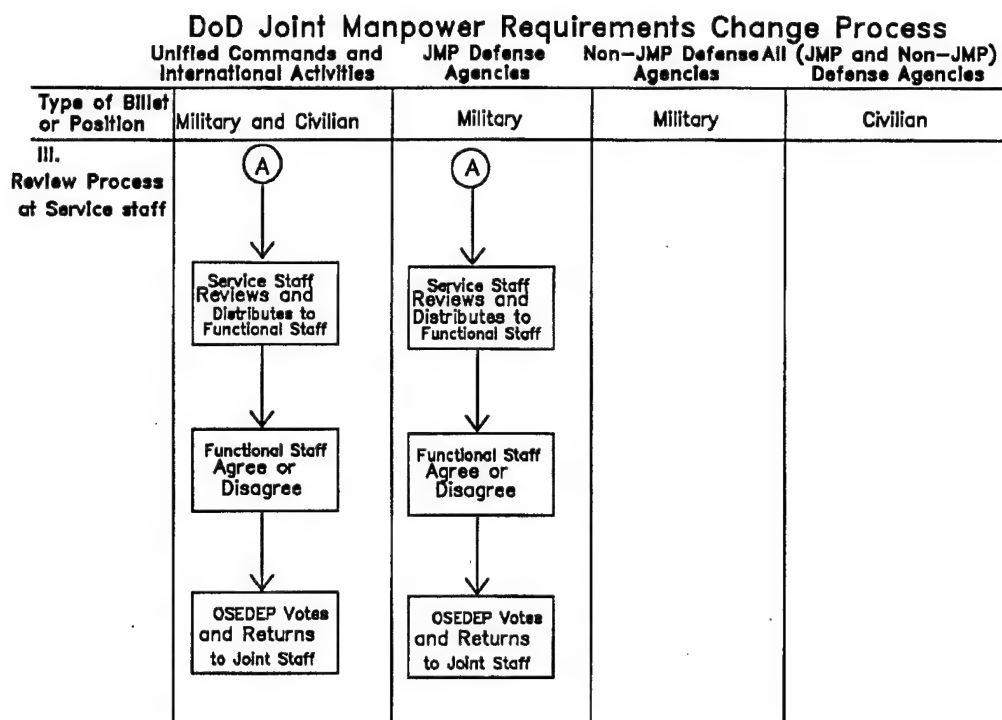 DoD Joint Manpower Requirements Change Process
Unified Commands and
International Activities
JMP Defense
Agencies
Non-JMP Defense
Agencies
All (JMP and Non-JMP)
Defense Agencies
Type of Billet
or Position
Military and Civilian
Military
Military
Civilian
III.
Review Process
at Service staff
A
Service Staff
Reviews and
Distributes to
Functional Staff
Functional Staff
Agree or
Disagree
OSEDEP Votes
and Returns
to Joint Staff
A
Service Staff
Reviews and
Distributes to
Functional Staff
Functional Staff
Agree or
Disagree
OSEDEP Votes
and Returns
to Joint Staff